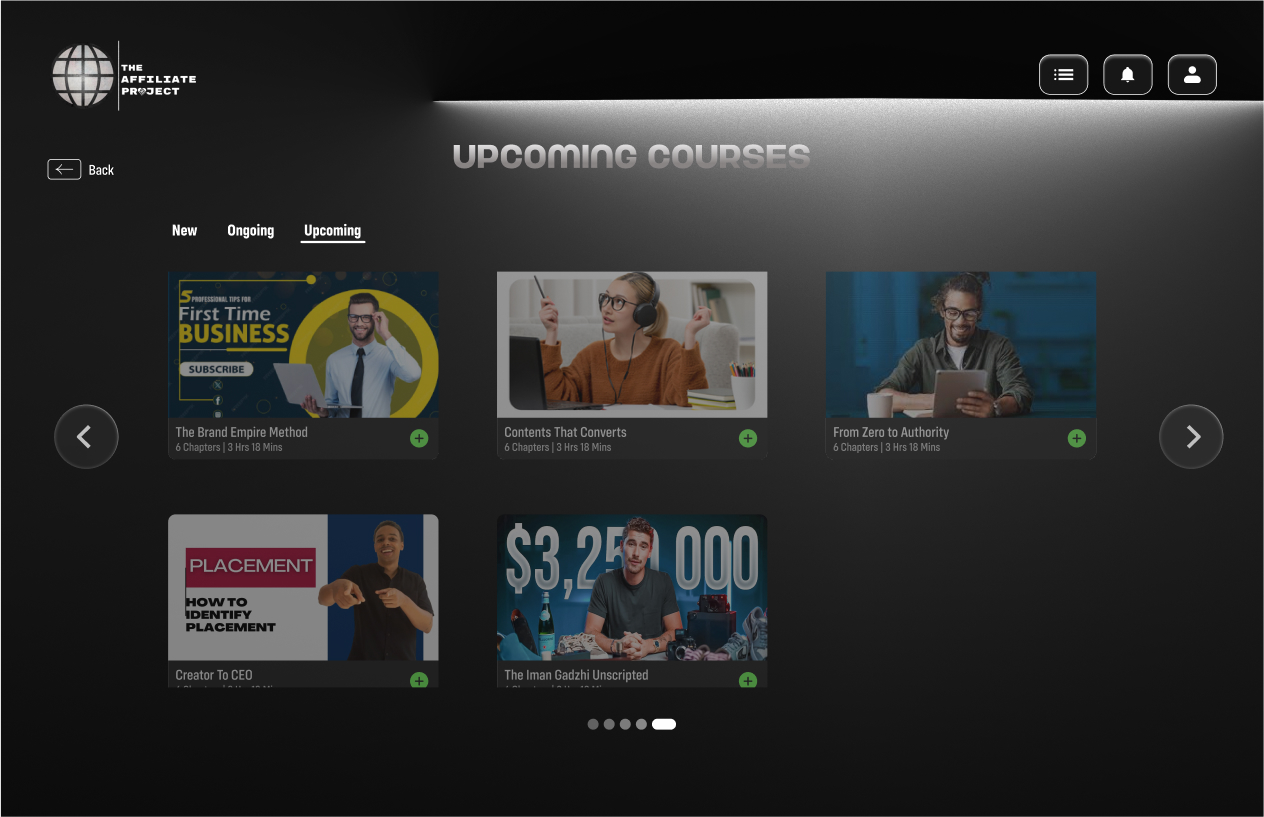 THE
AFFILIATE
PROJECT
UPCOMING COURSES
Back
New
Ongoing
Upcoming
5 PROFESSIONAL TIPS FOR
First Time
BUSINESS
SUBSCRIBE
The Brand Empire Method
6 Chapters | 3 Hrs 18 Mins
Contents That Converts
6 Chapters | 3 Hrs 18 Mins
From Zero to Authority
6 Chapters | 3 Hrs 18 Mins
PLACEMENT
HOW TO
IDENTIFY
PLACEMENT
Creator To CEO
$3,25 000
The Iman Gadzhi Unscripted